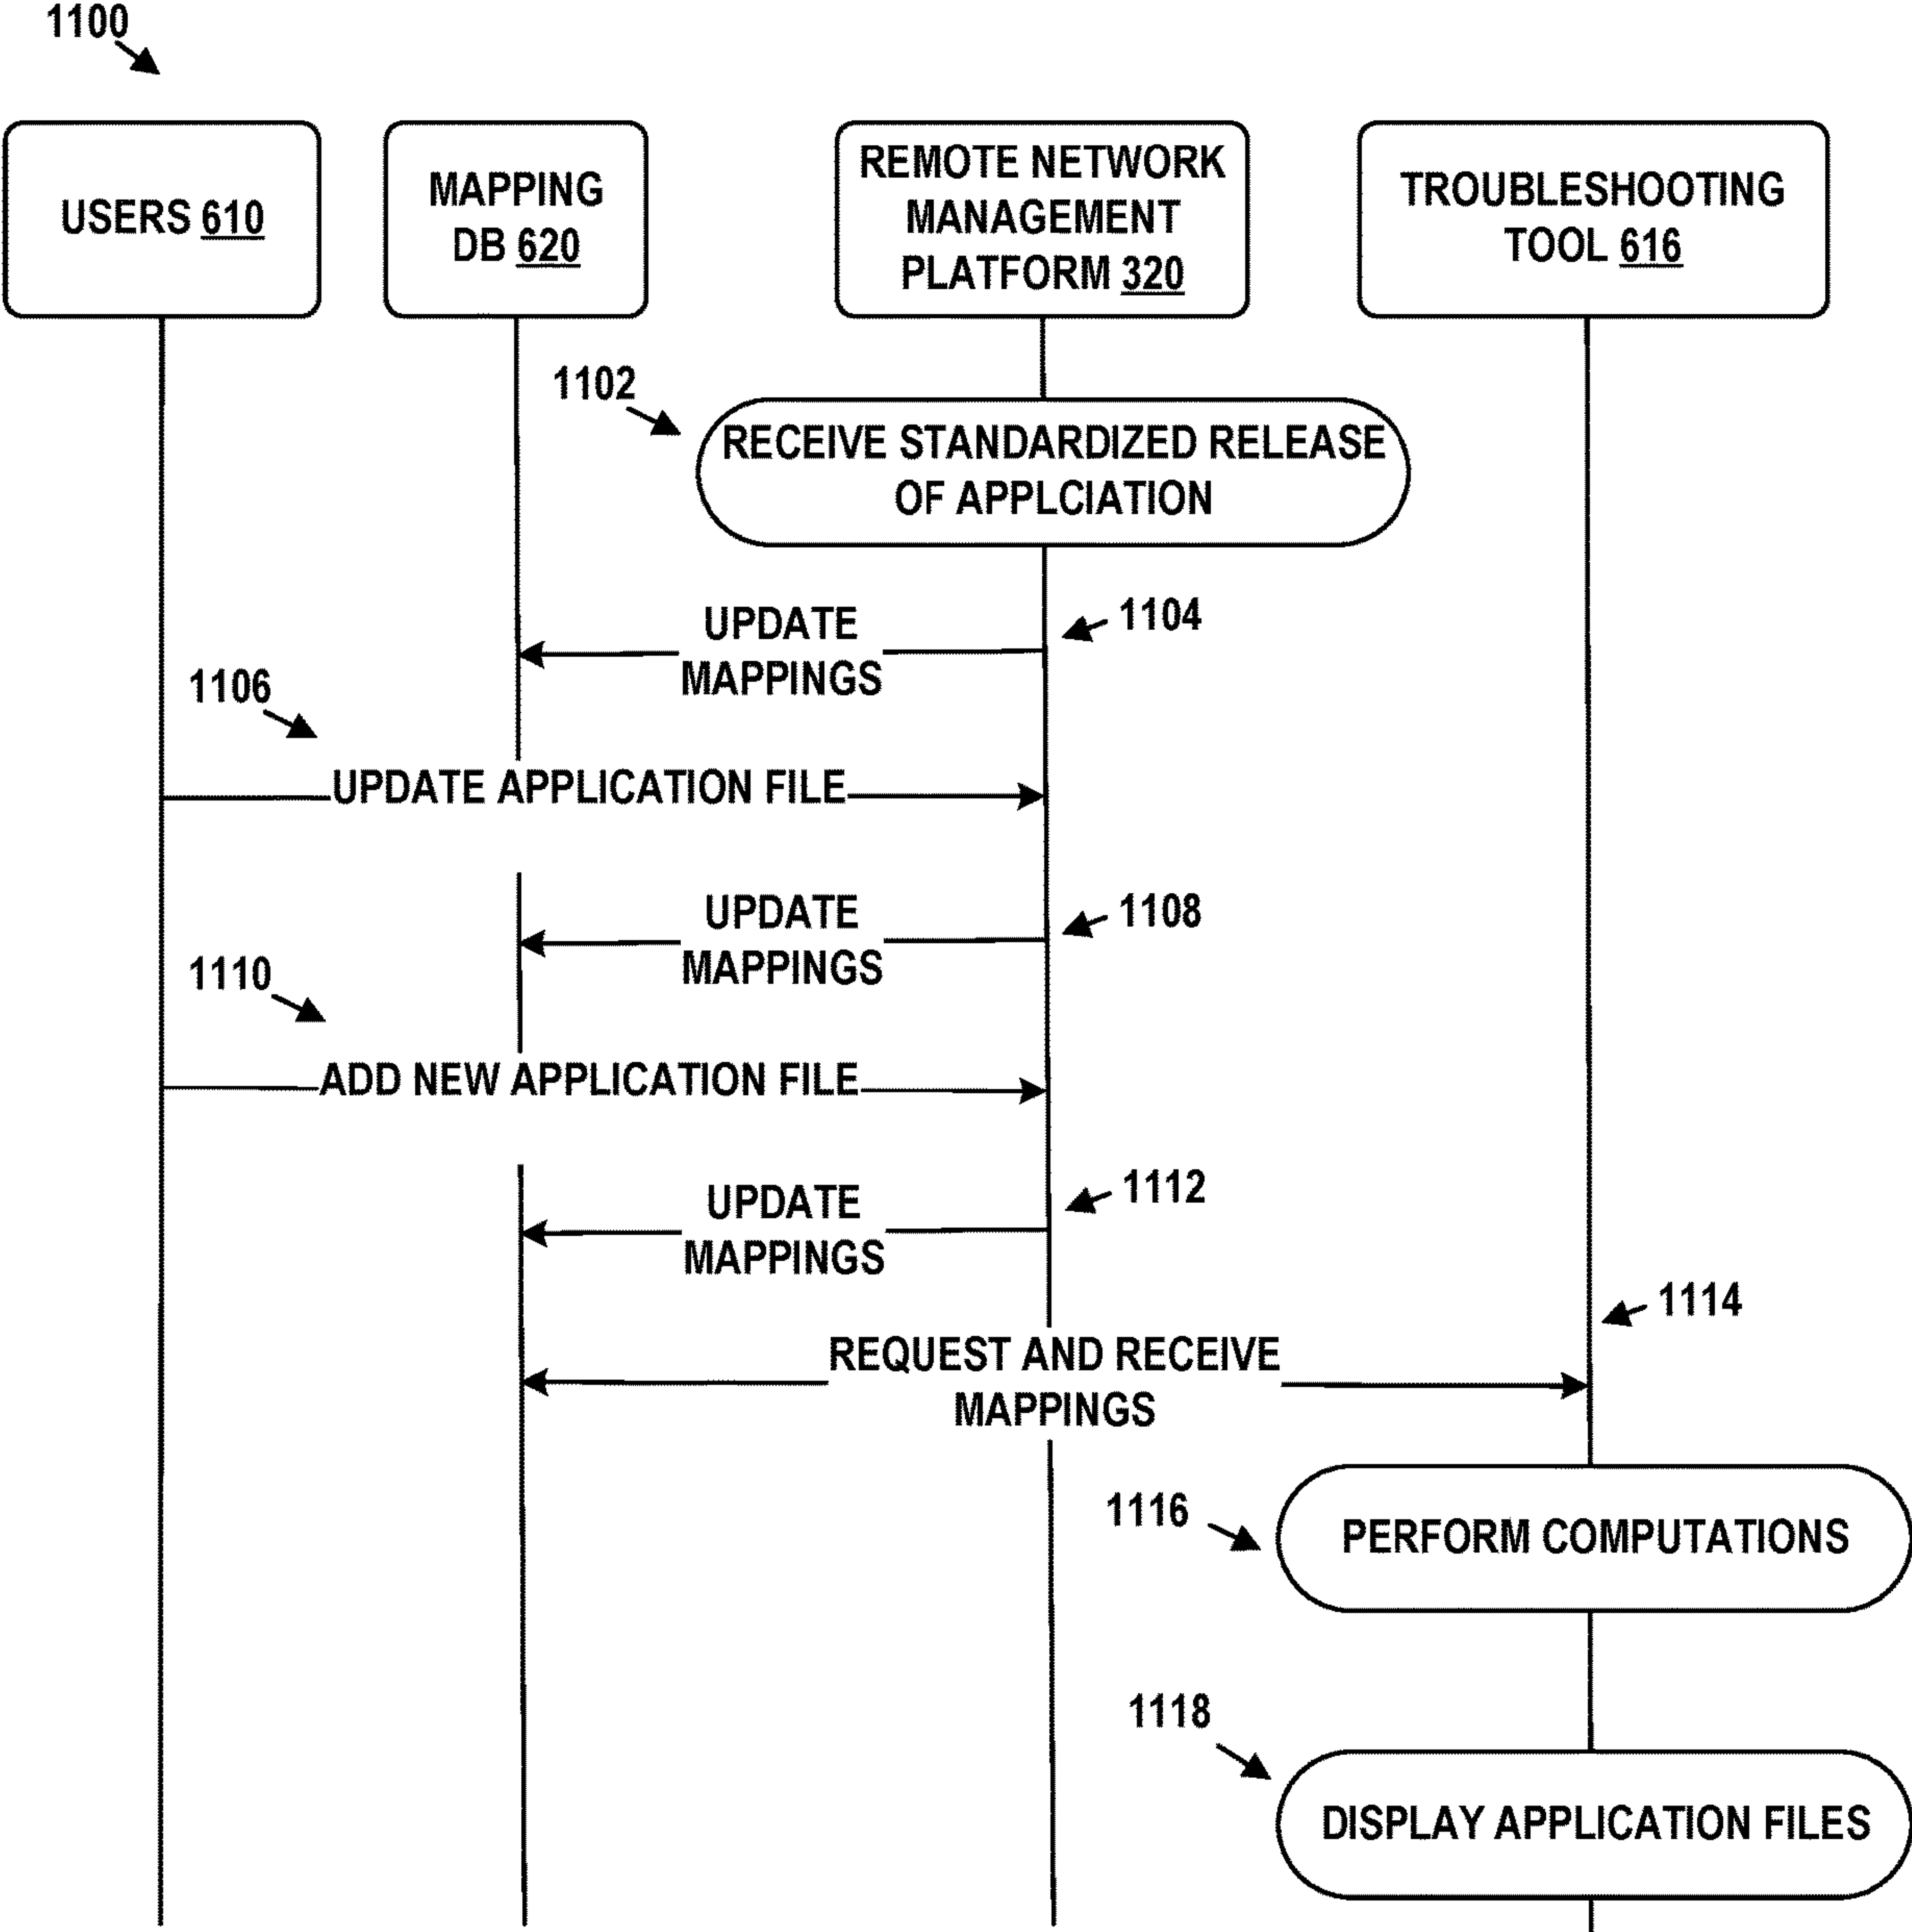 1100
USERS 610
MAPPING
DB 620
REMOTE NETWORK
MANAGEMENT
PLATFORM 320
TROUBLESHOOTING
TOOL 616
1102
RECEIVE STANDARDIZED RELEASE
OF APPLCIATION
1104
UPDATE
MAPPINGS
1106
UPDATE APPLICATION FILE
1108
UPDATE
MAPPINGS
1110
ADD NEW APPLICATION FILE
1112
UPDATE
MAPPINGS
1114
REQUEST AND RECEIVE
MAPPINGS
1116
PERFORM COMPUTATIONS
1118
DISPLAY APPLICATION FILES